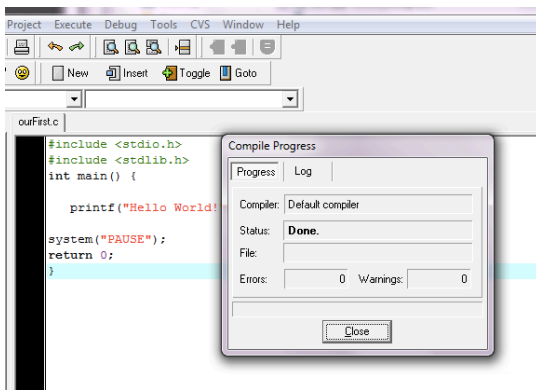 Project Execute Debug Tools CVS Window Help
New Insert Toggle Goto
ourFirst.c
#include <stdio.h>
#include <stdlib.h>
int main() {
printf("Hello World!
system("PAUSE");
return 0;
}
Compile Progress
Progress Log
Compiler: Default compiler
Status: Done.
File:
Errors: 0 Warnings: 0
Close